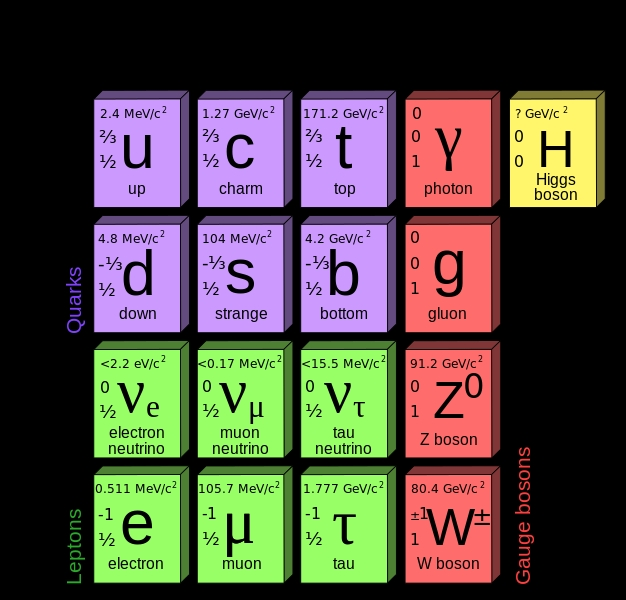 2.4 MeV/c²
⅔
½
u
up
1.27 GeV/c²
⅔
½
c
charm
171.2 GeV/c²
⅔
½
t
top
0
0
1
γ
photon
? GeV/c²
0
0
H
Higgs
boson
4.8 MeV/c²
-⅓
½
d
down
104 MeV/c²
-⅓
½
s
strange
4.2 GeV/c²
-⅓
½
b
bottom
0
0
1
g
gluon
Quarks
<2.2 eV/c²
0
½
νe
electron
neutrino
<0.17 MeV/c²
0
½
νμ
muon
neutrino
<15.5 MeV/c²
0
½
ντ
tau
neutrino
91.2 GeV/c²
0
1
Z⁰
Z boson
0.511 MeV/c²
-1
½
e
electron
105.7 MeV/c²
-1
½
μ
muon
1.777 GeV/c²
-1
½
τ
tau
80.4 GeV/c²
±1
1
W±
W boson
Leptons
Gauge bosons